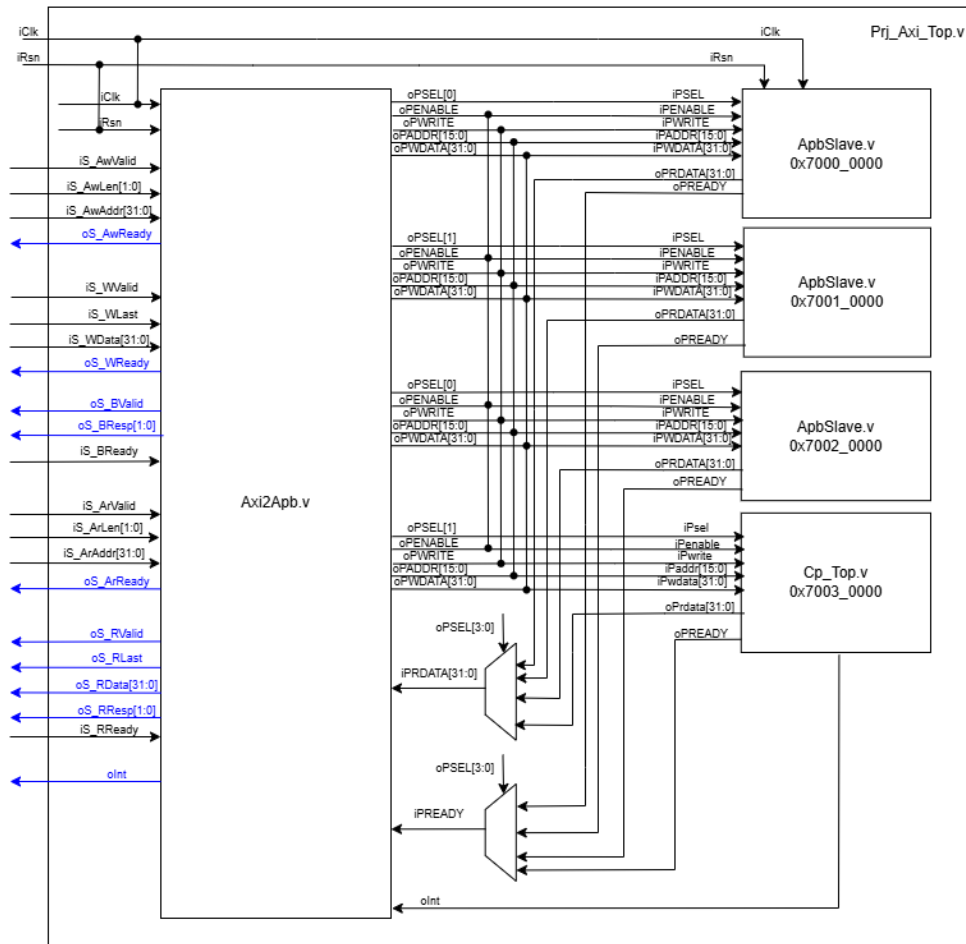 iClk
iClk
Prj_Axi_Top.v
iRsn
iRsn
iClk
iRsn
iS_AwValid
iS_AwLen[1:0]
iS_AwAddr[31:0]
oS_AwReady
iS_WValid
iS_WLast
iS_WData[31:0]
oS_WReady
oS_BValid
oS_BResp[1:0]
iS_BReady
iS_ArValid
iS_ArLen[1:0]
iS_ArAddr[31:0]
oS_ArReady
oS_RValid
oS_RLast
oS_RData[31:0]
oS_RResp[1:0]
iS_RReady
oInt
Axi2Apb.v
oPSEL[0]
oPENABLE
oPWRITE
oPADDR[15:0]
oPWDATA[31:0]
iPSEL
iPENABLE
iPWRITE
iPADDR[15:0]
iPWDATA[31:0]
oPRDATA[31:0]
oPREADY
ApbSlave.v
0x7000_0000
oPSEL[1]
oPENABLE
oPWRITE
oPADDR[15:0]
oPWDATA[31:0]
iPSEL
iPENABLE
iPWRITE
iPADDR[15:0]
iPWDATA[31:0]
oPRDATA[31:0]
oPREADY
ApbSlave.v
0x7001_0000
oPSEL[0]
oPENABLE
oPWRITE
oPADDR[15:0]
oPWDATA[31:0]
iPSEL
iPENABLE
iPWRITE
iPADDR[15:0]
iPWDATA[31:0]
oPRDATA[31:0]
oPREADY
ApbSlave.v
0x7002_0000
oPSEL[1]
oPENABLE
oPWRITE
oPADDR[15:0]
oPWDATA[31:0]
iPsel
iPenable
iPwrite
iPaddr[15:0]
iPwdata[31:0]
oPrdata[31:0]
oPREADY
Cp_Top.v
0x7003_0000
oPSEL[3:0]
iPRDATA[31:0]
oPSEL[3:0]
iPREADY
oInt